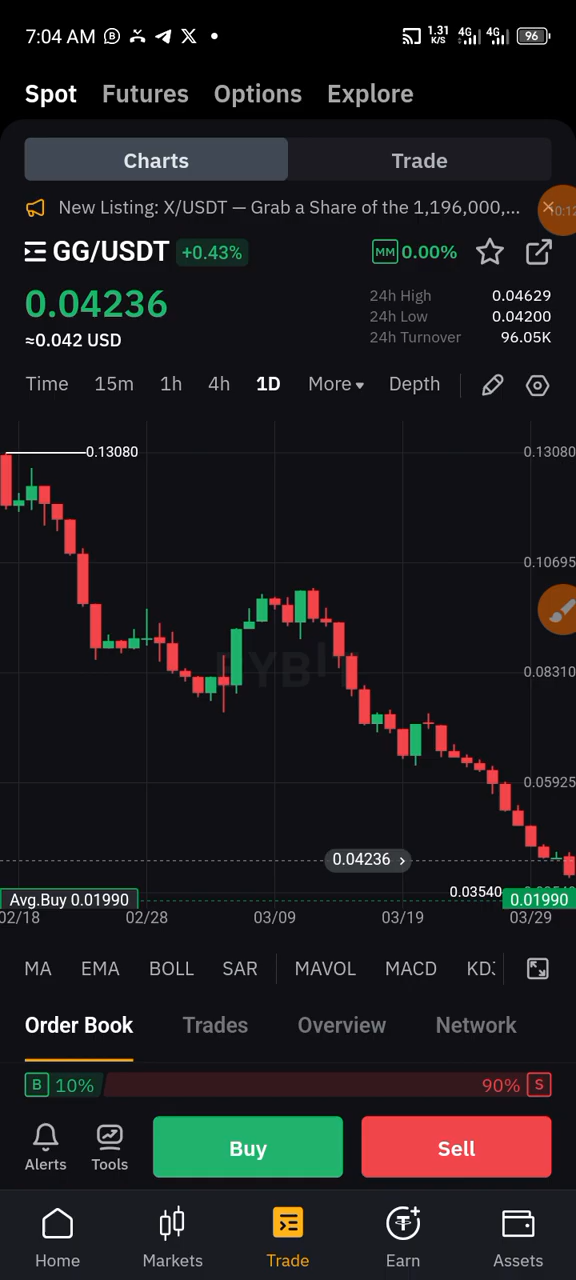 7:04 AM
1.31 K/S 4G 4G 96
Spot Futures Options Explore
Charts Trade
New Listing: X/USDT — Grab a Share of the 1,196,000,...
GG/USDT +0.43% MM 0.00%
0.04236
≈0.042 USD
24h High 0.04629
24h Low 0.04200
24h Turnover 96.05K
Time 15m 1h 4h 1D More Depth
0.13080 0.13080
0.10695
BYBIT
0.08310
0.05925
0.04236
0.03540
Avg.Buy 0.01990 0.01990
02/18 02/28 03/09 03/19 03/29
MA EMA BOLL SAR MAVOL MACD KDJ
Order Book Trades Overview Network
B 10% 90% S
Alerts Tools Buy Sell
Home Markets Trade Earn Assets